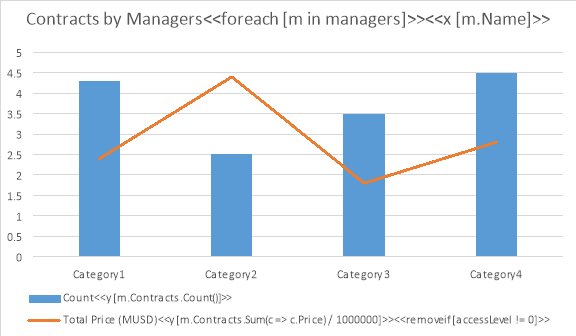 Contracts by Managers<<foreach [m in managers]>><<x [m.Name]>>
5
4.5
4
3.5
3
2.5
2
1.5
1
0.5
0
Category1 Category2 Category3 Category4
Count<<y [m.Contracts.Count()]>>
Total Price (MUSD)<<y [m.Contracts.Sum(c => c.Price) / 1000000]>><<removeif [accessLevel != 0]>>